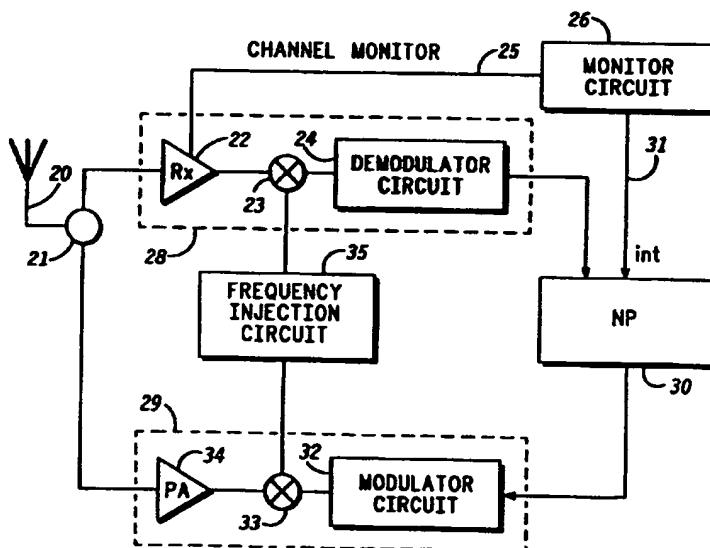 26
CHANNEL MONITOR
25
MONITOR
CIRCUIT
22
24
31
20
Rx
DEMODULATOR
CIRCUIT
23
21
28
35
int
FREQUENCY
INJECTION
CIRCUIT
NP
30
29
34
32
PA
MODULATOR
CIRCUIT
33